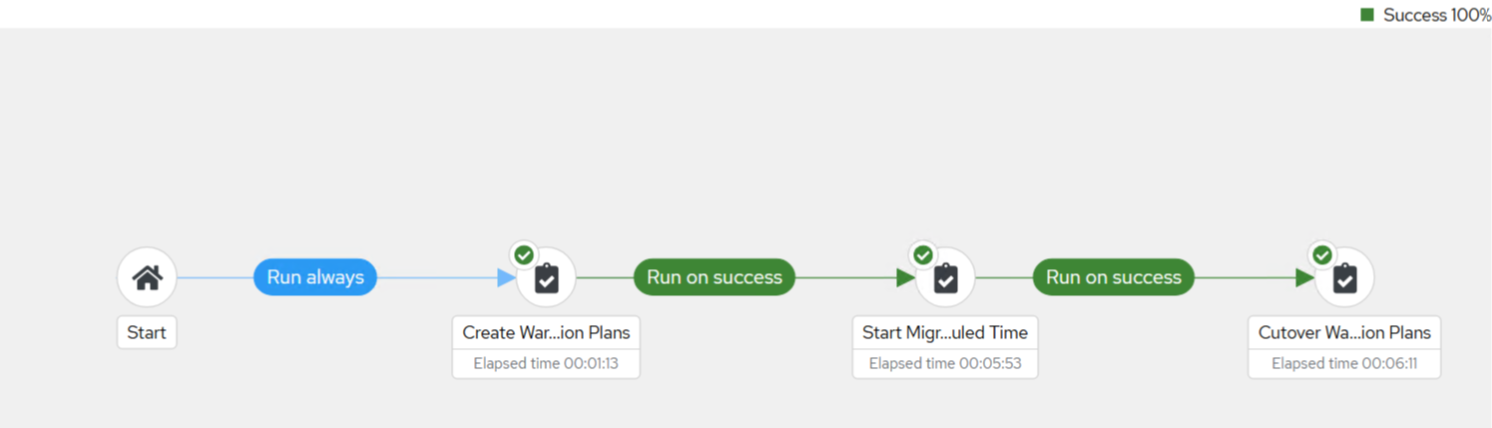 Success 100%
Run always
Run on success
Run on success
Start
Create War...ion Plans
Start Migr...uled Time
Cutover Wa...ion Plans
Elapsed time 00:01:13
Elapsed time 00:05:53
Elapsed time 00:06:11